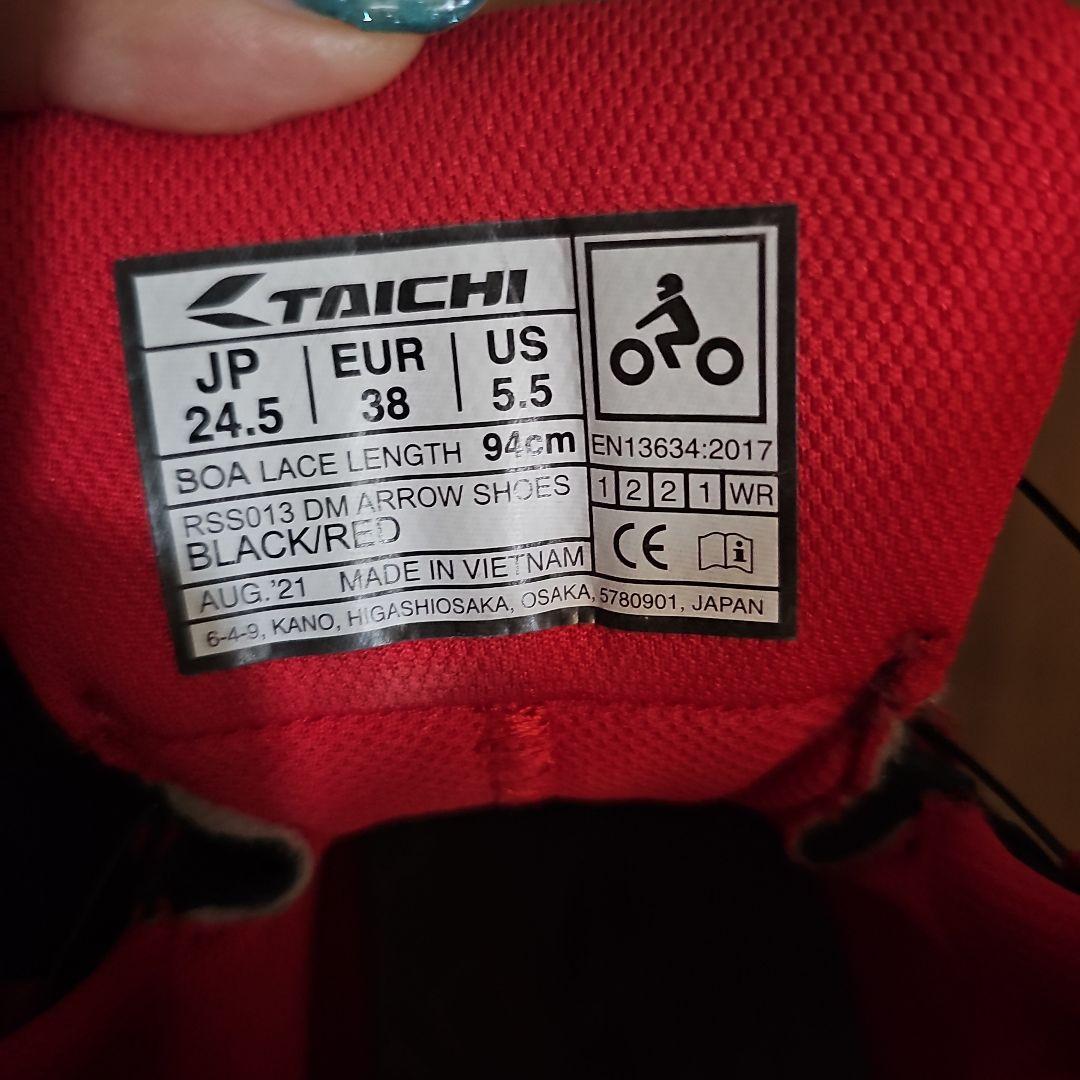 TAICHI
JP | EUR | US
24.5 | 38 | 5.5
BOA LACE LENGTH 94cm
RSS013 DM ARROW SHOES
BLACK/RED
AUG.'21 MADE IN VIETNAM
6-4-9, KANO, HIGASHIOSAKA, OSAKA, 5780901, JAPAN
EN13634:2017
1 2 2 1 WR
CE
i